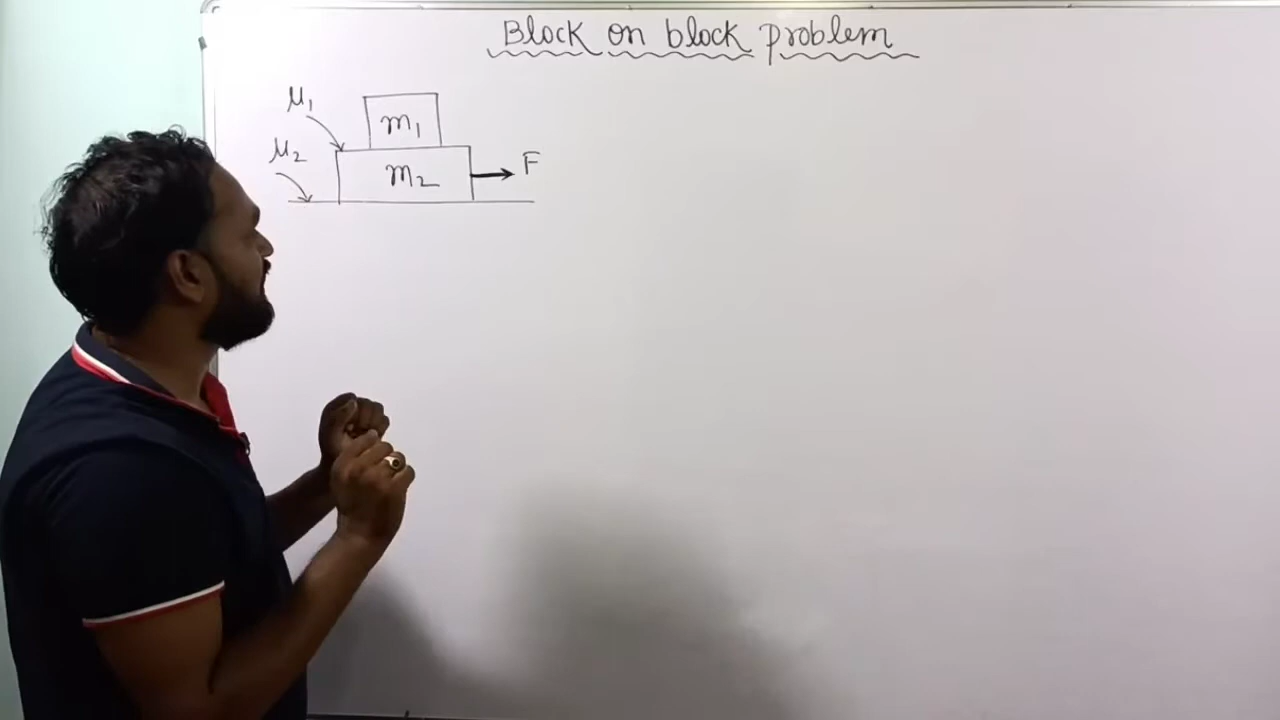 Block on block problem
μ₁
m₁
μ₂
m₂
F